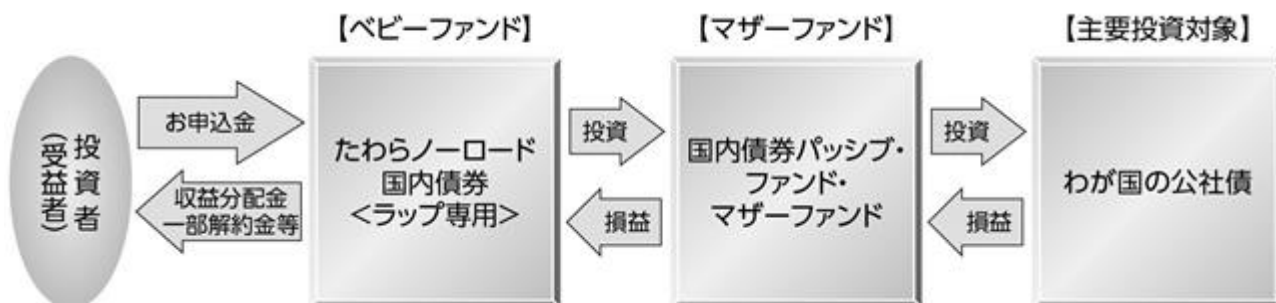 【ベビーファンド】
【マザーファンド】
【主要投資対象】
投資者
(受益者)
お申込金
収益分配金
一部解約金等
たわらノーロード
国内債券
<ラップ専用>
投資
損益
国内債券パッシブ・
ファンド・
マザーファンド
投資
損益
わが国の公社債